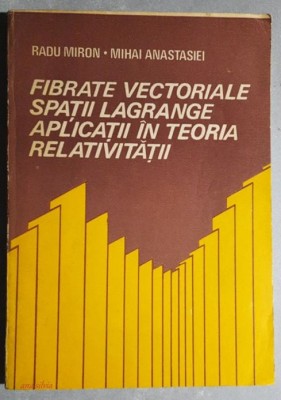 RADU MIRON • MIHAI ANASTASIEI
FIBRATE VECTORIALE
SPAȚII LAGRANGE
APLICAȚII ÎN TEORIA
RELATIVITĂȚII